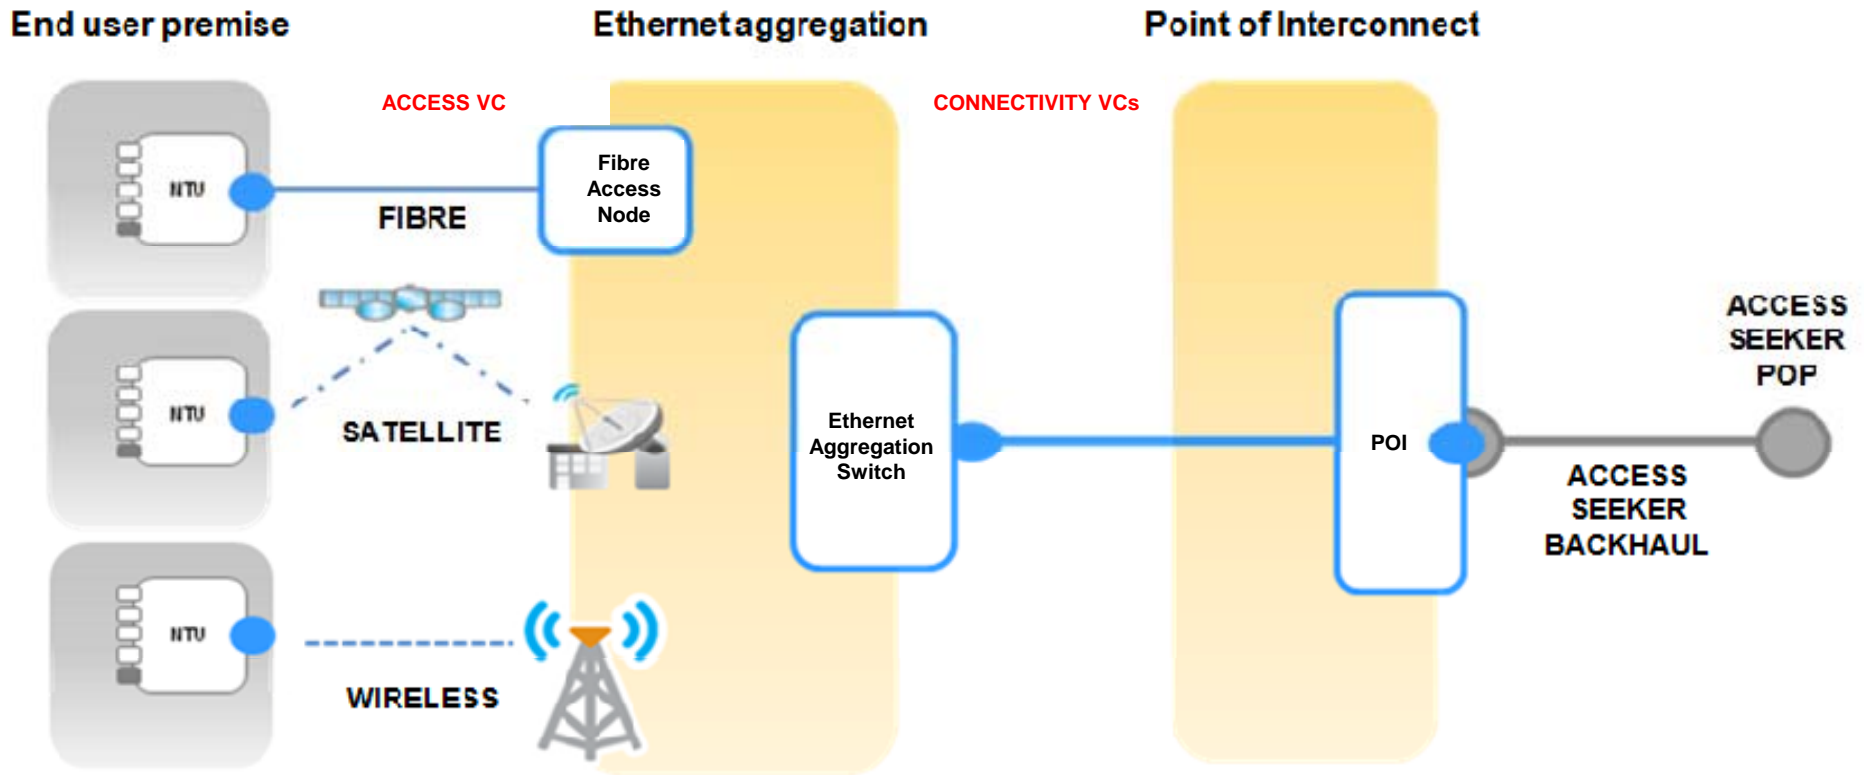 End user premise
Ethernet aggregation
Point of Interconnect
ACCESS VC
CONNECTIVITY VCs
NTU
Fibre
Access
Node
FIBRE
NTU
SATELLITE
Ethernet
Aggregation
Switch
POI
ACCESS
SEEKER
POP
ACCESS
SEEKER
BACKHAUL
NTU
WIRELESS